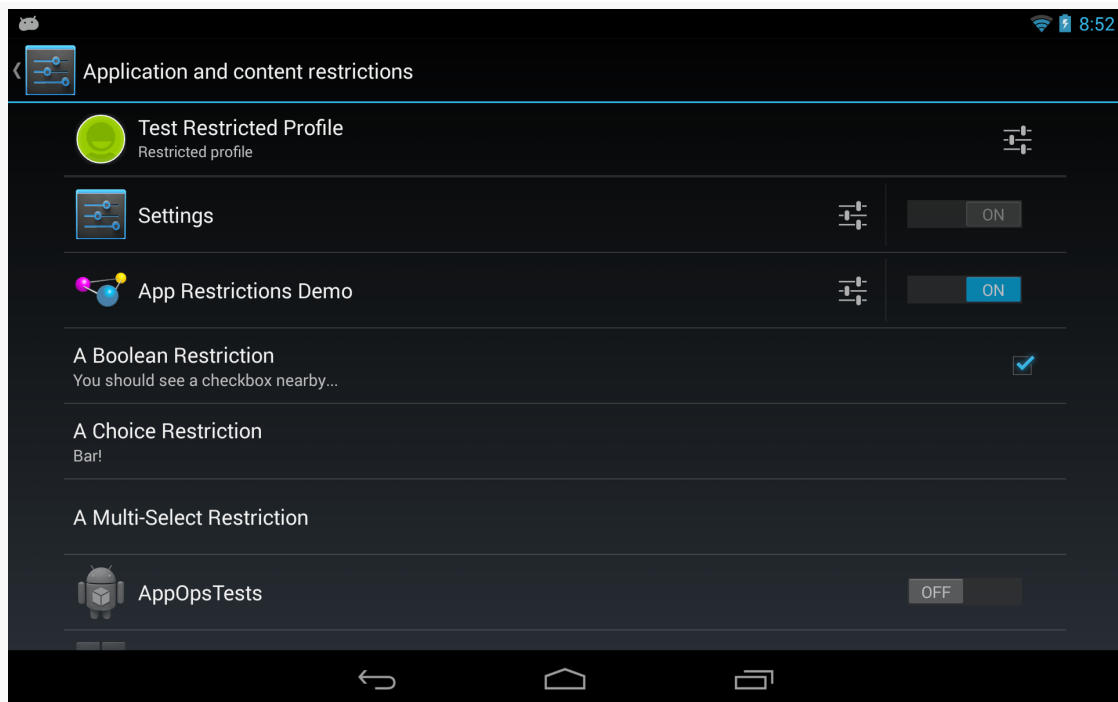 8:52
Application and content restrictions
Test Restricted Profile
Restricted profile
Settings
ON
App Restrictions Demo
ON
A Boolean Restriction
You should see a checkbox nearby...
A Choice Restriction
Bar!
A Multi-Select Restriction
AppOpsTests
OFF